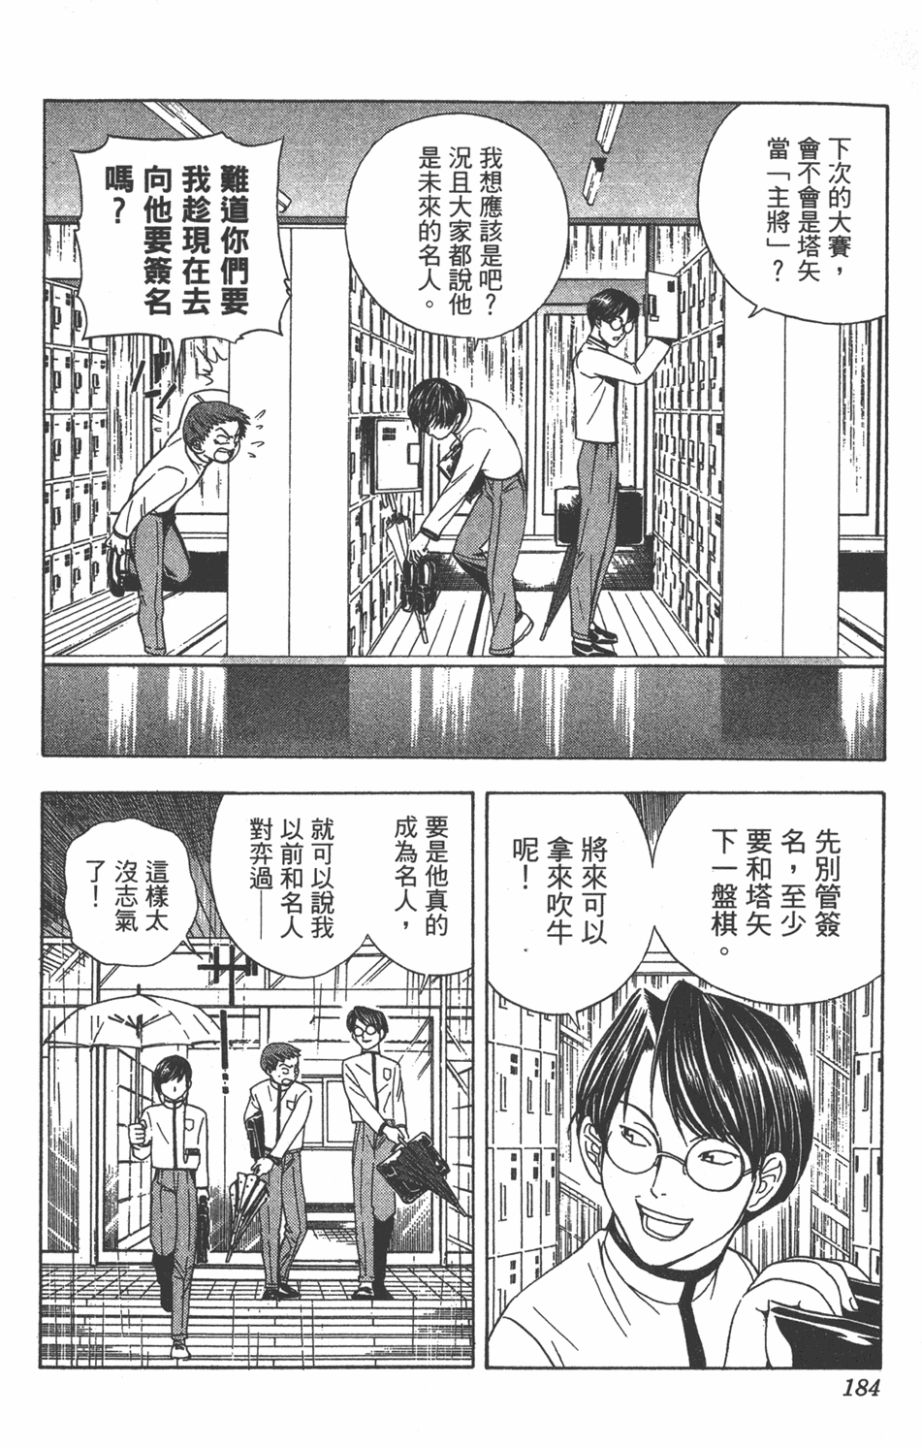 下次的大賽，
會不會是塔矢
當「主將」？
我想應該是吧？
況且大家都說他
是未來的名人。
難道你們要
我趁現在去
向他要簽名
嗎？
先別管簽
名，至少
要和塔矢
下一盤棋。
將來可以
拿來吹牛
呢！
要是他真的
成為名人，
就可以說我
以前和名人
對弈過——
這樣太
沒志氣
了！
184